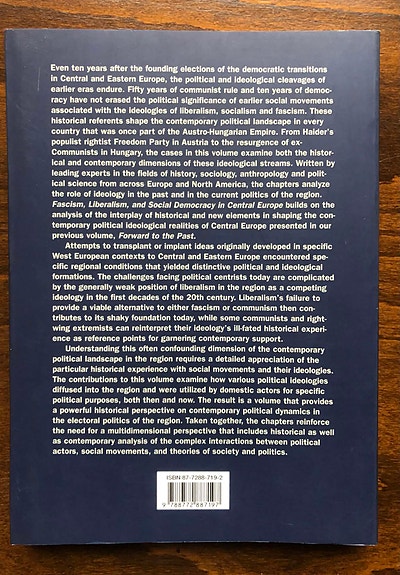 Even ten years after the founding elections of the democratic transitions
in Central and Eastern Europe, the political and ideological cleavages of
earlier eras endure. Fifty years of communist rule and ten years of demo-
cracy have not erased the political significance of earlier social movements
associated with the ideologies of liberalism, socialism and fascism. These
historical referents shape the contemporary political landscape in every
country that was once part of the Austro-Hungarian Empire. From Haider's
populist rightist Freedom Party in Austria to the resurgence of ex-
Communists in Hungary, the cases in this volume examine both the histor-
ical and contemporary dimensions of these ideological streams. Written by
leading experts in the fields of history, sociology, anthropology and polit-
ical science from across Europe and North America, the chapters analyze
the role of ideology in the past and in the current politics of the region.
Fascism, Liberalism, and Social Democracy in Central Europe builds on the
analysis of the interplay of historical and new elements in shaping the con-
temporary political ideological realities of Central Europe presented in our
previous volume, Forward to the Past.
Attempts to transplant or implant ideas originally developed in specific
West European contexts to Central and Eastern Europe encountered spe-
cific regional conditions that yielded distinctive political and ideological
formations. The challenges facing political centrists today are complicated
by the generally weak position of liberalism in the region as a competing
ideology in the first decades of the 20th century. Liberalism's failure to
provide a viable alternative to either fascism or communism then con-
tributes to its shaky foundation today, while some communists and right-
wing extremists can reinterpret their ideology's ill-fated historical experi-
ence as reference points for garnering contemporary support.
Understanding this often confounding dimension of the contemporary
political landscape in the region requires a detailed appreciation of the
particular historical experience with social movements and their ideologies.
The contributions to this volume examine how various political ideologies
diffused into the region and were utilized by domestic actors for specific
political purposes, both then and now. The result is a volume that provides
a powerful historical perspective on contemporary political dynamics in
the electoral politics of the region. Taken together, the chapters reinforce
the need for a multidimensional perspective that includes historical as well
as contemporary analysis of the complex interactions between political
actors, social movements, and theories of society and politics.
ISBN 87-7288-719-2
9 788772 887197